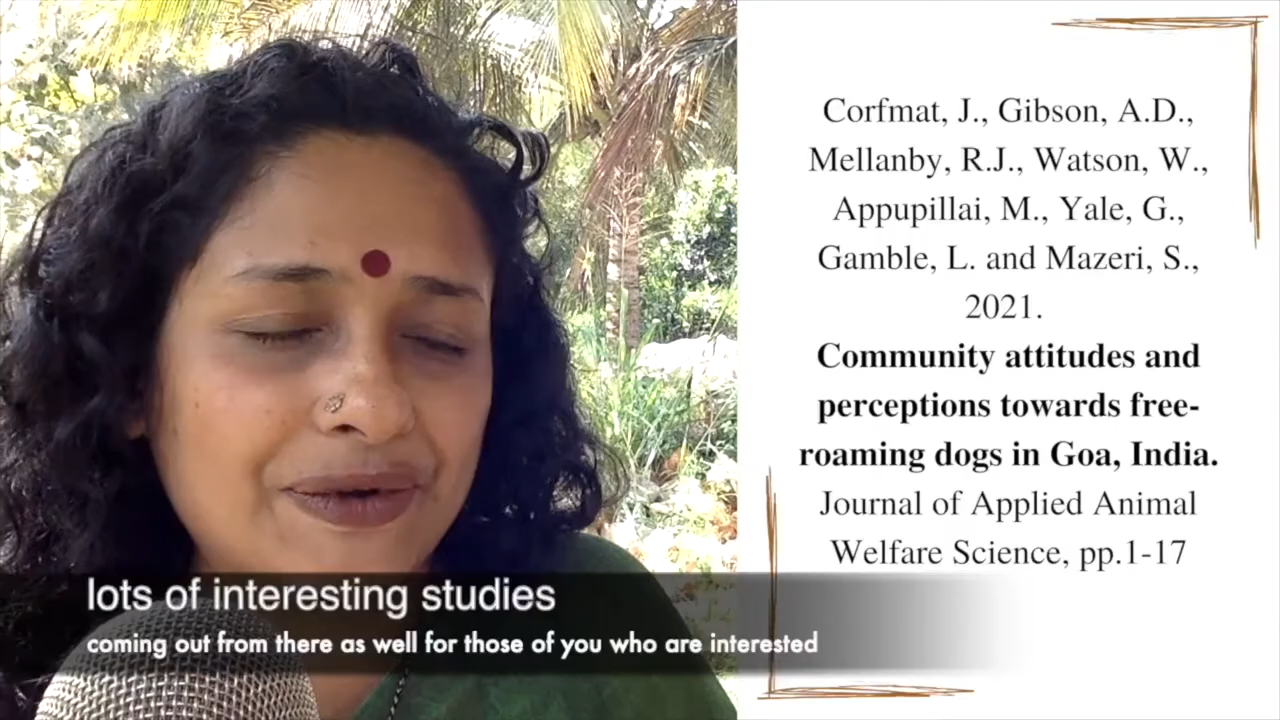 Corfmat, J., Gibson, A.D.,
Mellanby, R.J., Watson, W.,
Appupillai, M., Yale, G.,
Gamble, L. and Mazeri, S.,
2021.
Community attitudes and
perceptions towards free-
roaming dogs in Goa, India.
Journal of Applied Animal
Welfare Science, pp.1-17
lots of interesting studies
coming out from there as well for those of you who are interested